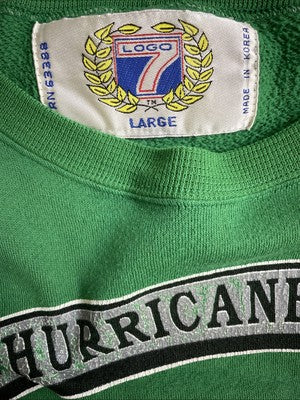 RN 63388
LOGO
7
TM
LARGE
MADE IN KOREA
HURRICANE